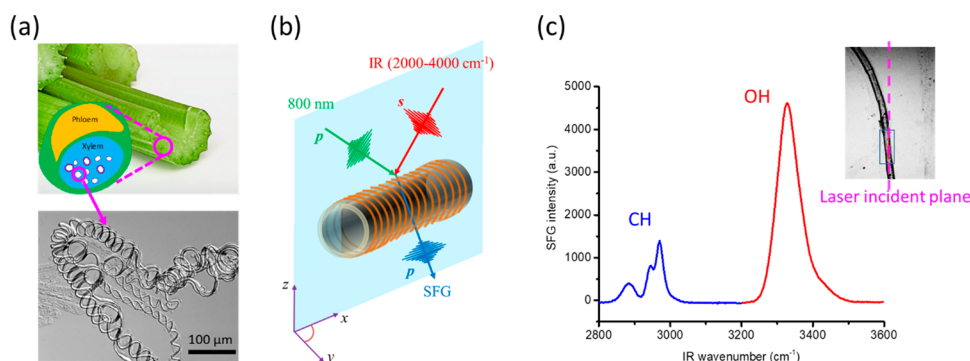 (a)
Phloem
Xylem
100 μm
(b)
IR (2000-4000 cm⁻¹)
800 nm
s
p
p
SFG
z
x
y
(c)
OH
CH
Laser incident plane
SFG intensity (a.u.)
5000
4000
3000
2000
1000
0
2800
3000
3200
3400
3600
IR wavenumber (cm⁻¹)